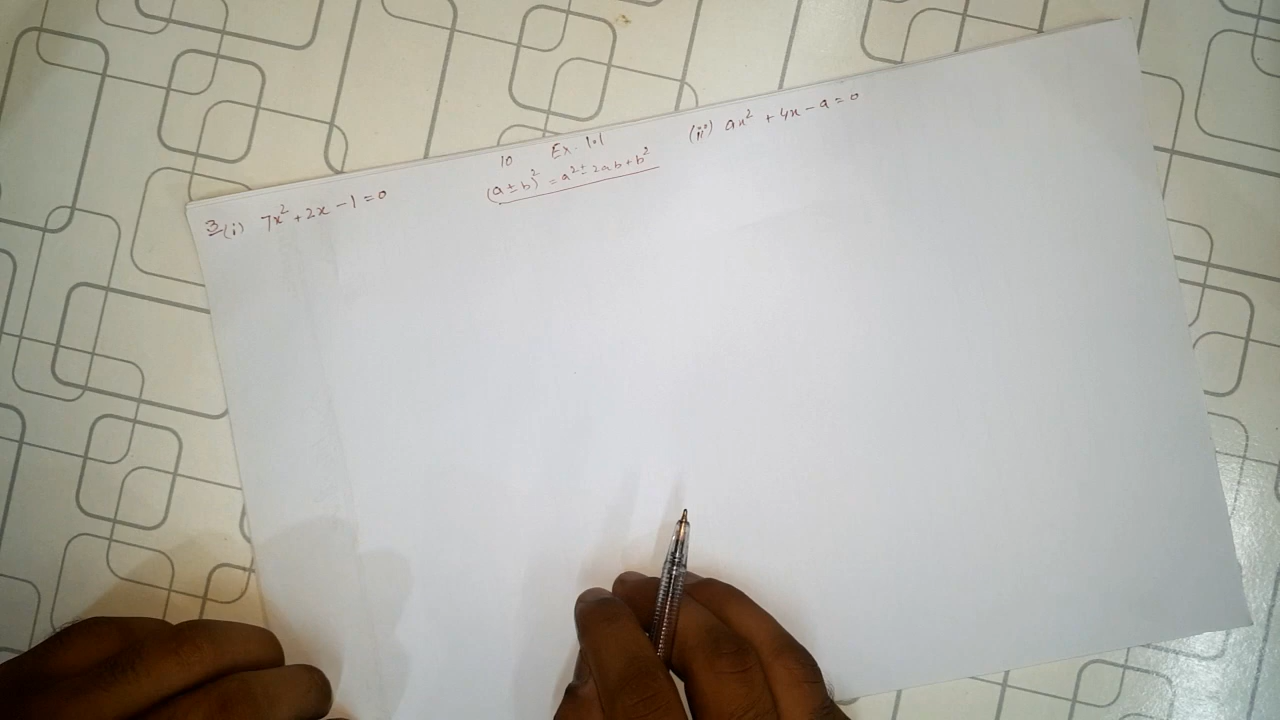 10 Ex. 1.1
(a±b)² = a² ± 2ab + b²
3(i) 7x² + 2x - 1 = 0
(ii) ax² + 4x - a = 0